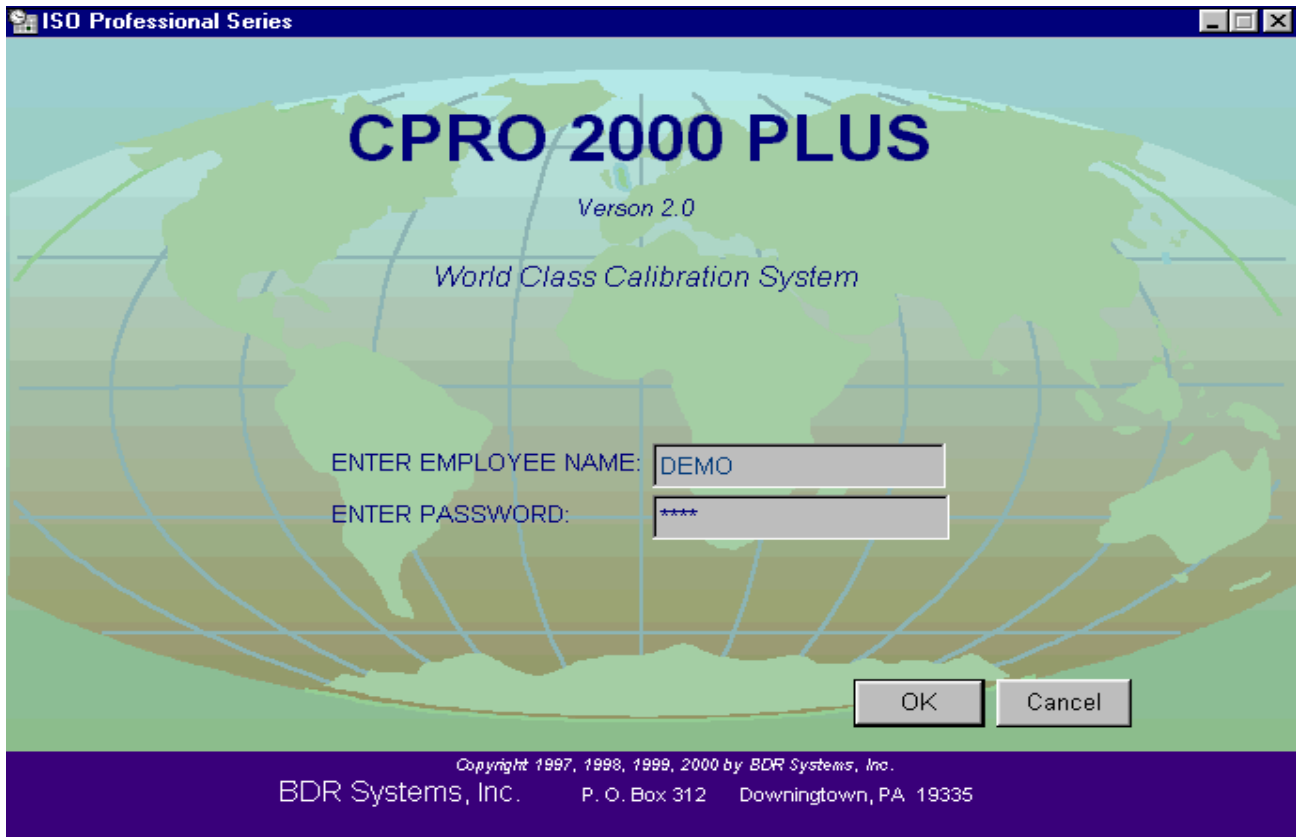 ISO Professional Series
CPRO 2000 PLUS
Verson 2.0
World Class Calibration System
ENTER EMPLOYEE NAME: DEMO
ENTER PASSWORD: ****
OK Cancel
Copyright 1997, 1998, 1999, 2000 by BDR Systems, Inc.
BDR Systems, Inc. P. O. Box 312 Downingtown, PA 19335